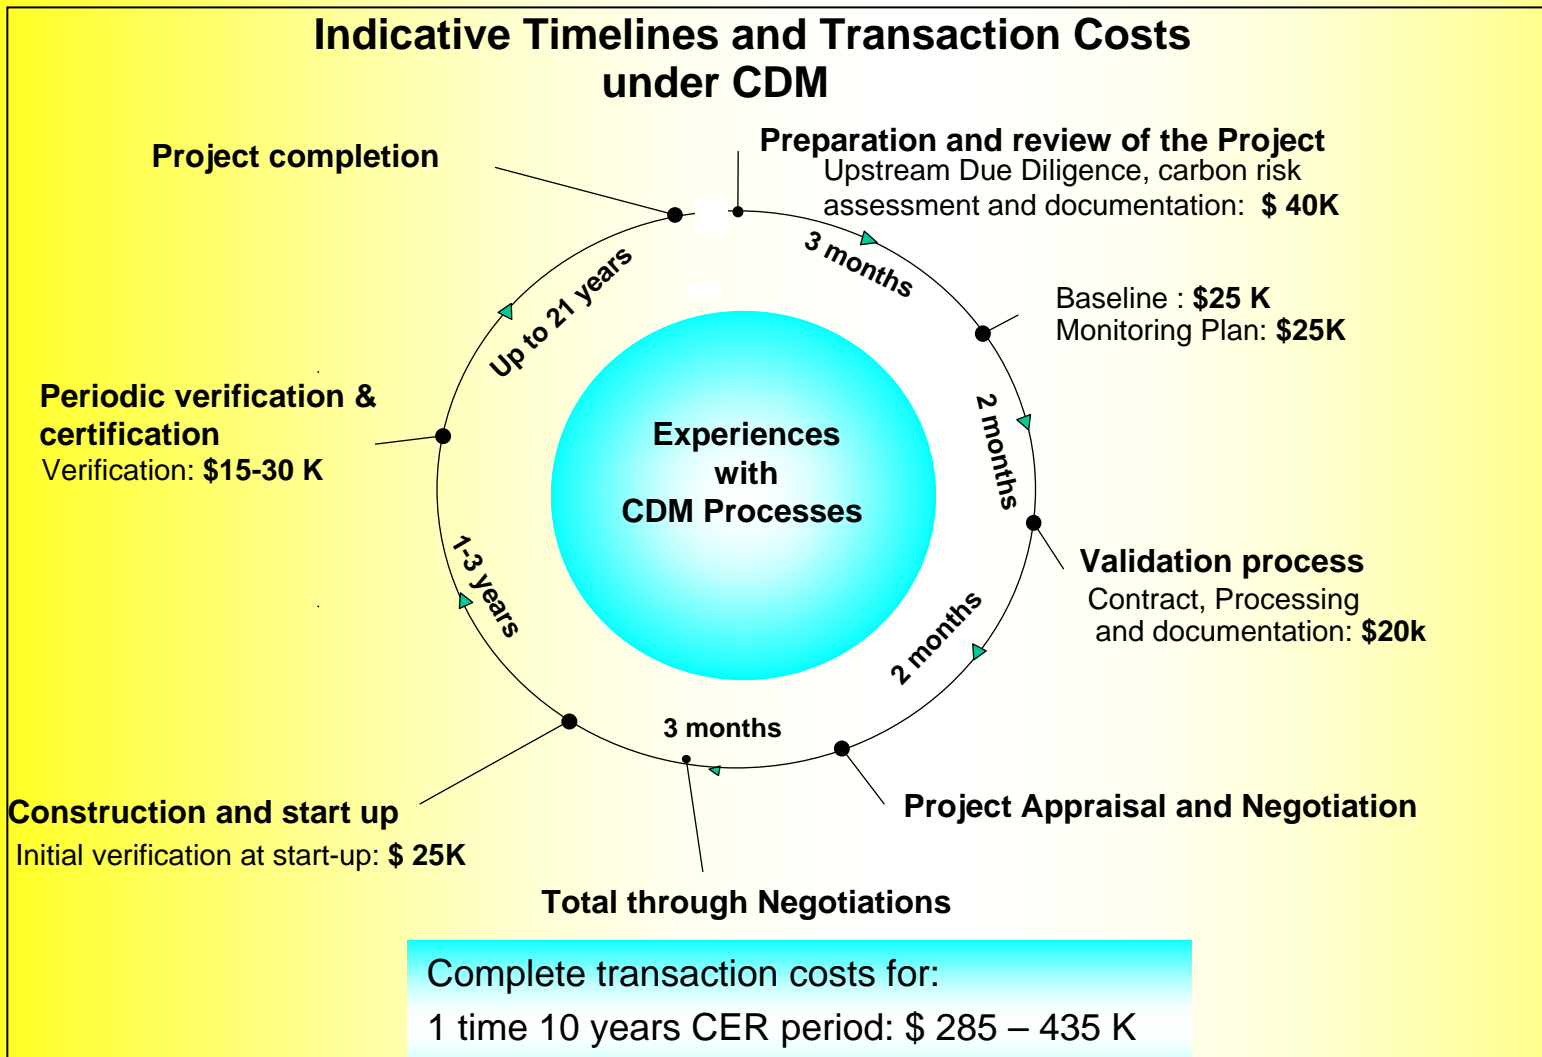 Indicative Timelines and Transaction Costs
under CDM
Project completion
Preparation and review of the Project
Upstream Due Diligence, carbon risk
assessment and documentation: $ 40K
3 months
Up to 21 years
Baseline : $25 K
Monitoring Plan: $25K
2 months
Periodic verification &
certification
Verification: $15-30 K
Experiences
with
CDM Processes
Validation process
Contract, Processing
and documentation: $20k
1-3 years
2 months
3 months
Project Appraisal and Negotiation
Construction and start up
Initial verification at start-up: $ 25K
Total through Negotiations
Complete transaction costs for:
1 time 10 years CER period: $ 285 – 435 K